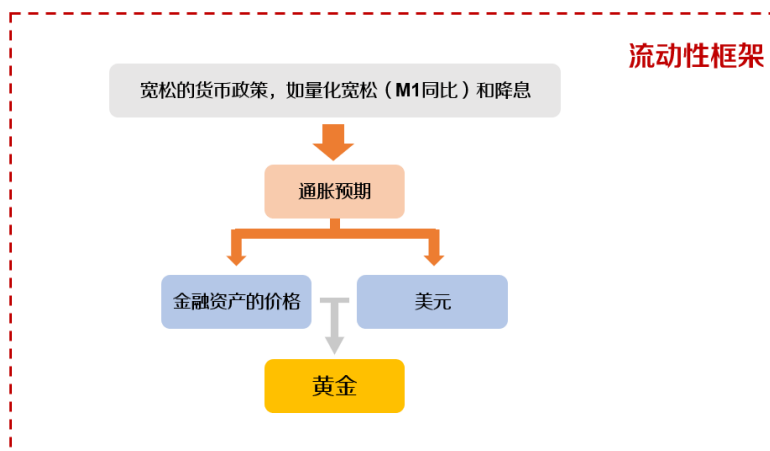 流动性框架
宽松的货币政策，如量化宽松（M1同比）和降息
通胀预期
金融资产的价格
美元
黄金